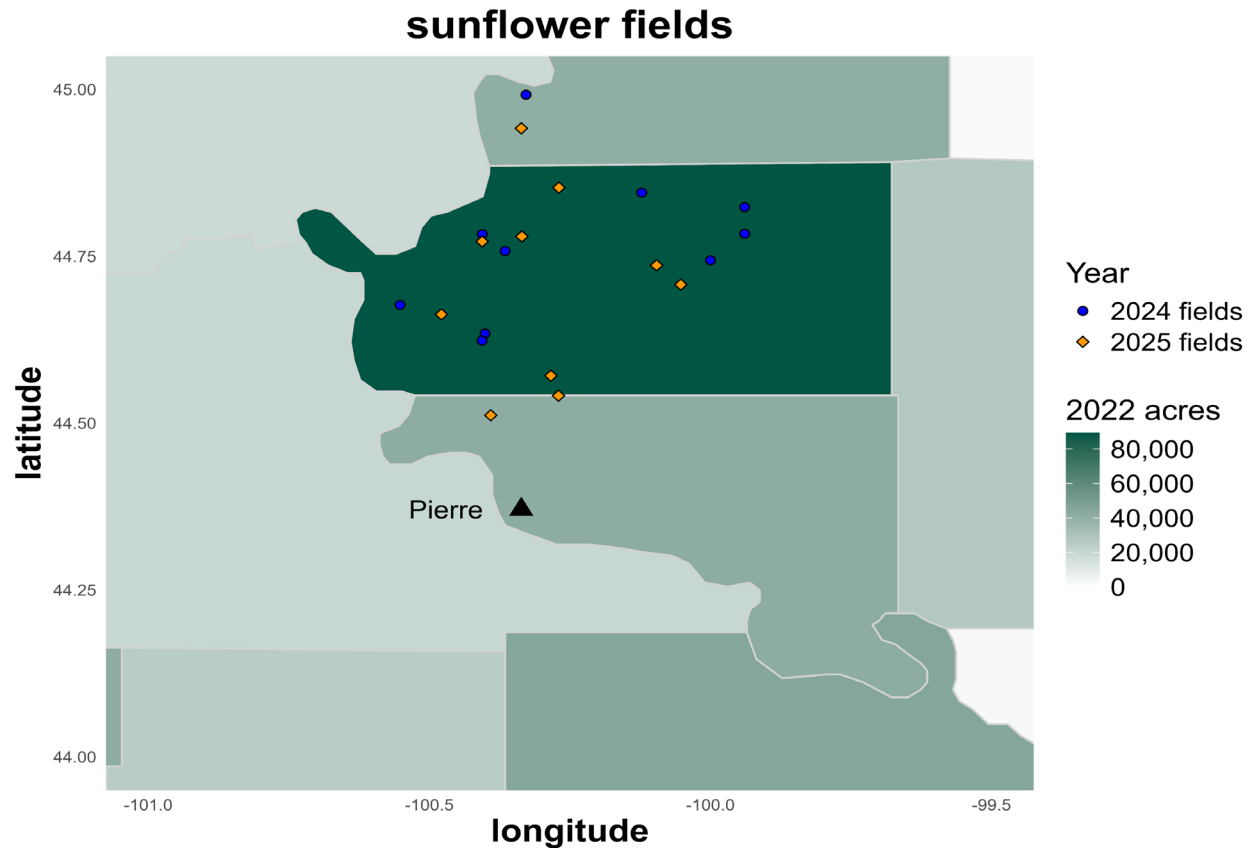 sunflower fields
45.00
44.75
44.50
44.25
44.00
latitude
Pierre
-101.0
-100.5
-100.0
-99.5
longitude
Year
2024 fields
2025 fields
2022 acres
80,000
60,000
40,000
20,000
0